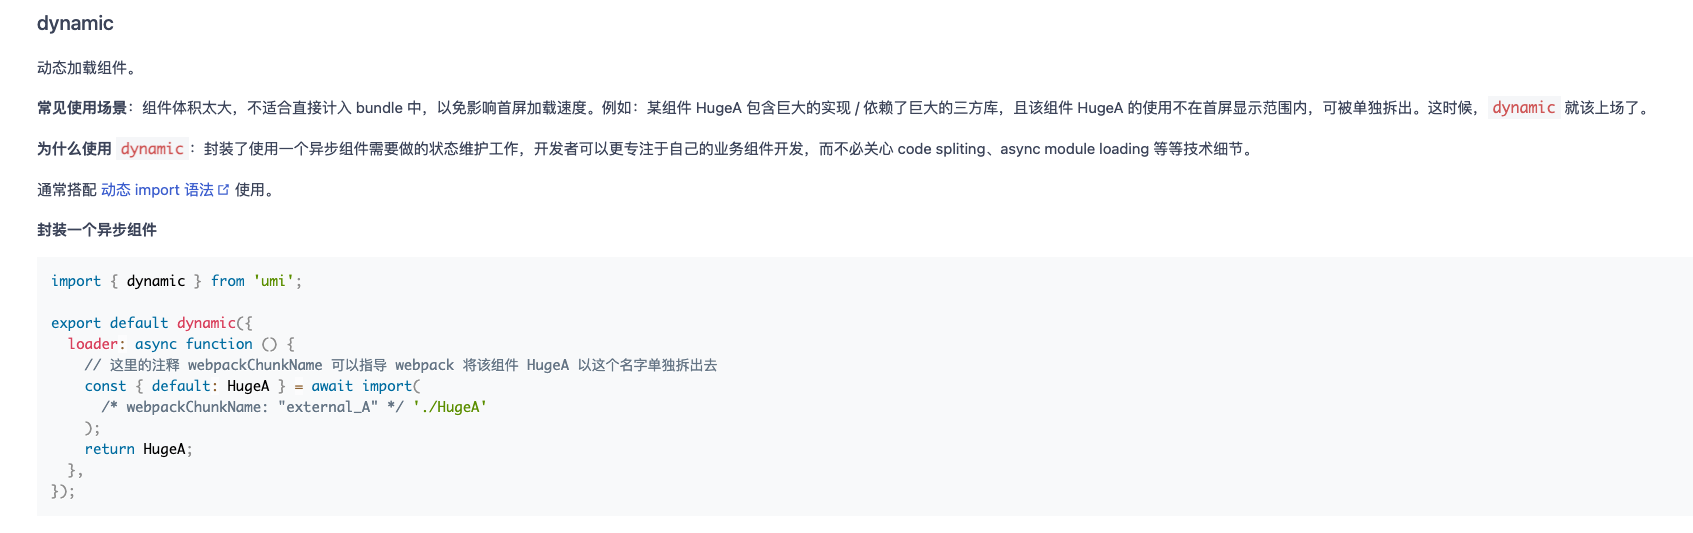 dynamic
动态加载组件。
常见使用场景：组件体积太大，不适合直接计入 bundle 中，以免影响首屏加载速度。例如：某组件 HugeA 包含巨大的实现 / 依赖了巨大的三方库，且该组件 HugeA 的使用不在首屏显示范围内，可被单独拆出。这时候， dynamic 就该上场了。
为什么使用 dynamic ：封装了使用一个异步组件需要做的状态维护工作，开发者可以更专注于自己的业务组件开发，而不必关心 code spliting、async module loading 等等技术细节。
通常搭配 动态 import 语法 使用。
封装一个异步组件
import { dynamic } from 'umi';
export default dynamic({
  loader: async function () {
    // 这里的注释 webpackChunkName 可以指导 webpack 将该组件 HugeA 以这个名字单独拆出去
    const { default: HugeA } = await import(
      /* webpackChunkName: "external_A" */ './HugeA'
    );
    return HugeA;
  },
});